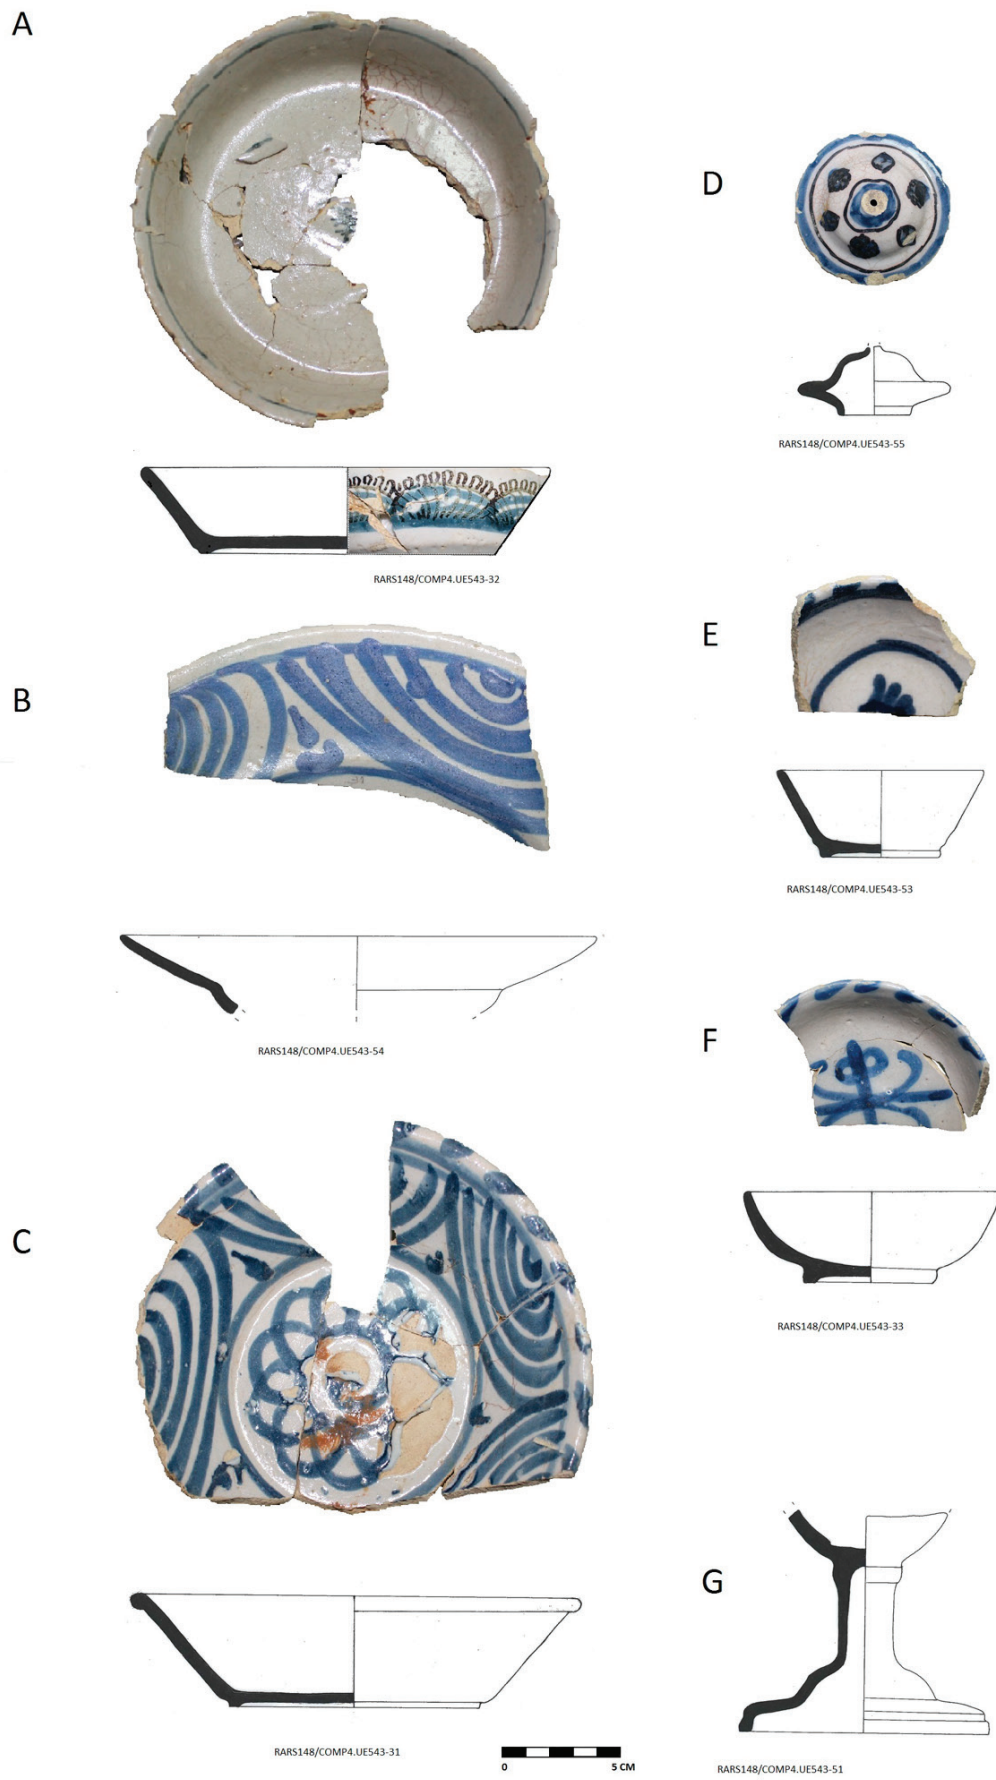 A
D
RARS148/COMP4.UE543-55
RARS148/COMP4.UE543-32
B
E
RARS148/COMP4.UE543-53
RARS148/COMP4.UE543-54
F
C
RARS148/COMP4.UE543-33
G
RARS148/COMP4.UE543-31
0 5 CM
RARS148/COMP4.UE543-51